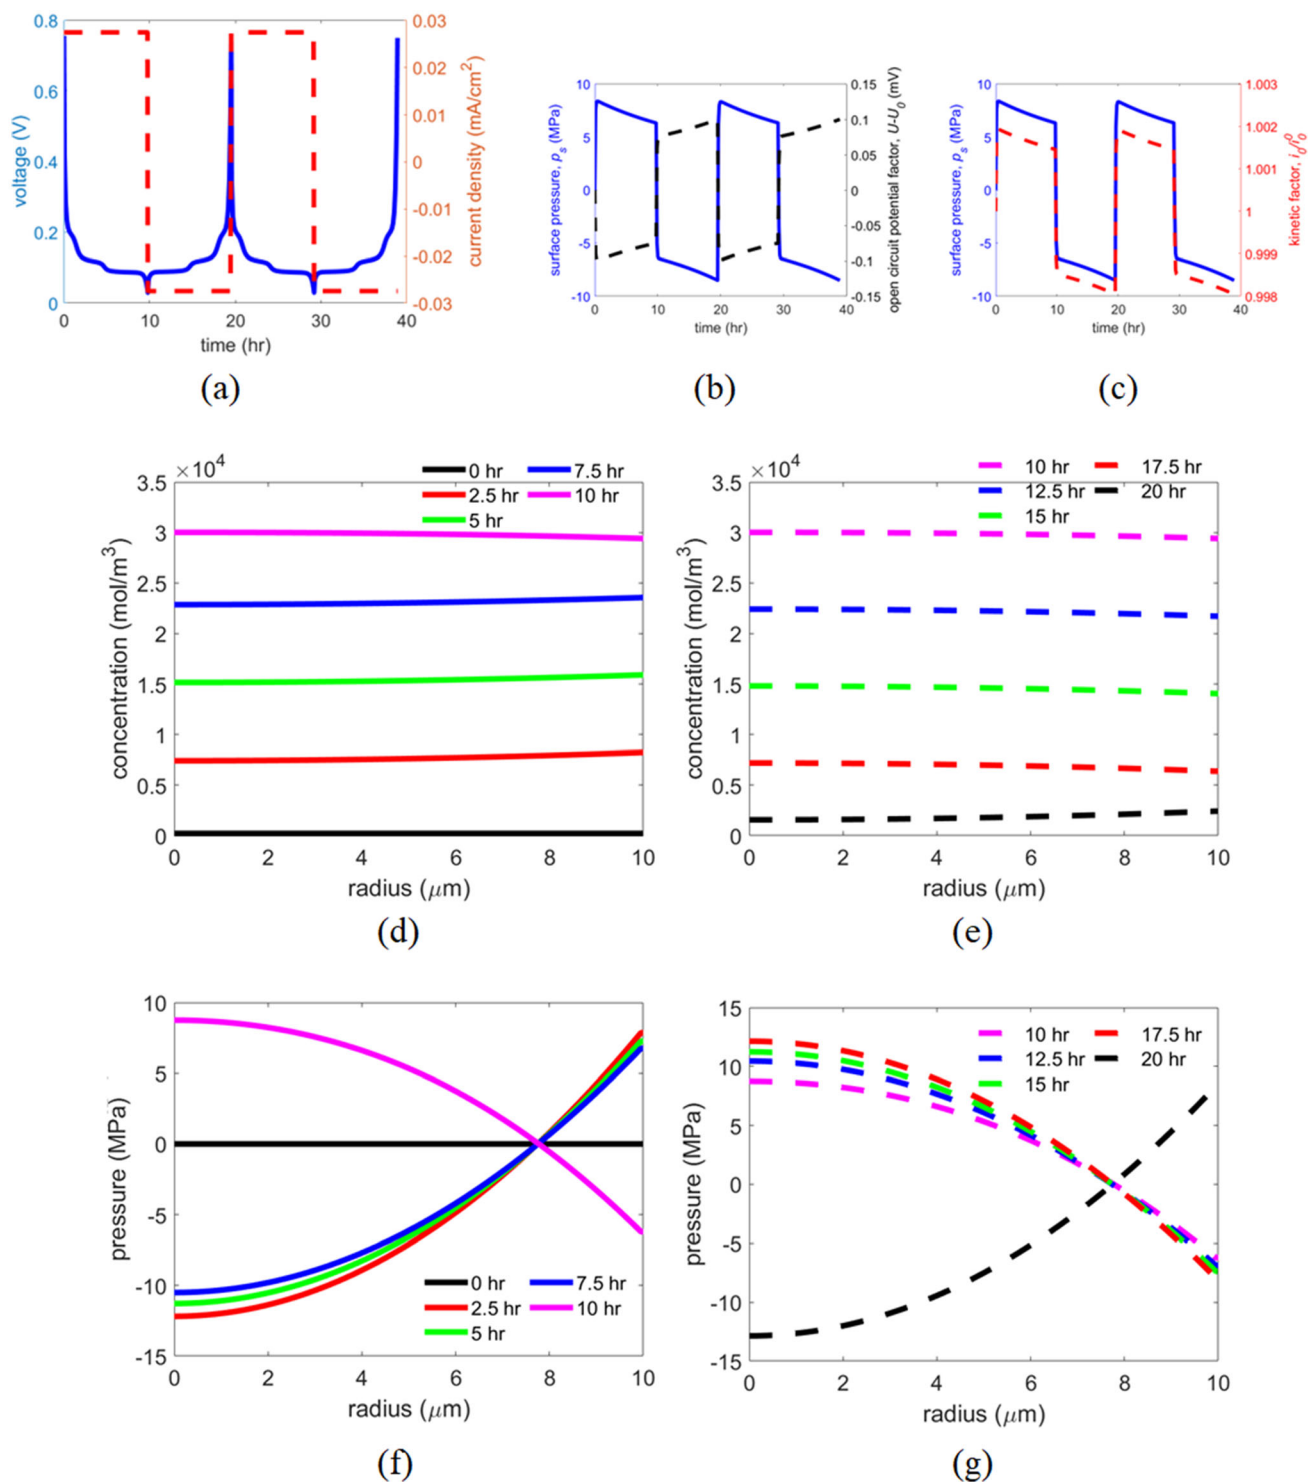 0.8
0.6
0.4
0.2
0
voltage (V)
0.03
0.02
0.01
0
-0.01
-0.02
-0.03
current density (mA/cm²)
0 10 20 30 40
time (hr)
(a)
10
5
0
-5
-10
surface pressure, pₛ (MPa)
0.15
0.1
0.05
0
-0.05
-0.1
-0.15
open circuit potential factor, U-U₀ (mV)
0 10 20 30 40
time (hr)
(b)
10
5
0
-5
-10
surface pressure, pₛ (MPa)
1.003
1.002
1.001
1
0.999
0.998
kinetic factor, i₀/i₀⁰
0 10 20 30 40
time (hr)
(c)
×10⁴
0 hr 7.5 hr
2.5 hr 10 hr
5 hr
3.5
3
2.5
2
1.5
1
0.5
0
concentration (mol/m³)
0 2 4 6 8 10
radius (μm)
(d)
×10⁴
10 hr 17.5 hr
12.5 hr 20 hr
15 hr
3.5
3
2.5
2
1.5
1
0.5
0
concentration (mol/m³)
0 2 4 6 8 10
radius (μm)
(e)
10
5
0
-5
-10
-15
pressure (MPa)
0 hr 7.5 hr
2.5 hr 10 hr
5 hr
0 2 4 6 8 10
radius (μm)
(f)
15
10
5
0
-5
-10
-15
pressure (MPa)
10 hr 17.5 hr
12.5 hr 20 hr
15 hr
0 2 4 6 8 10
radius (μm)
(g)